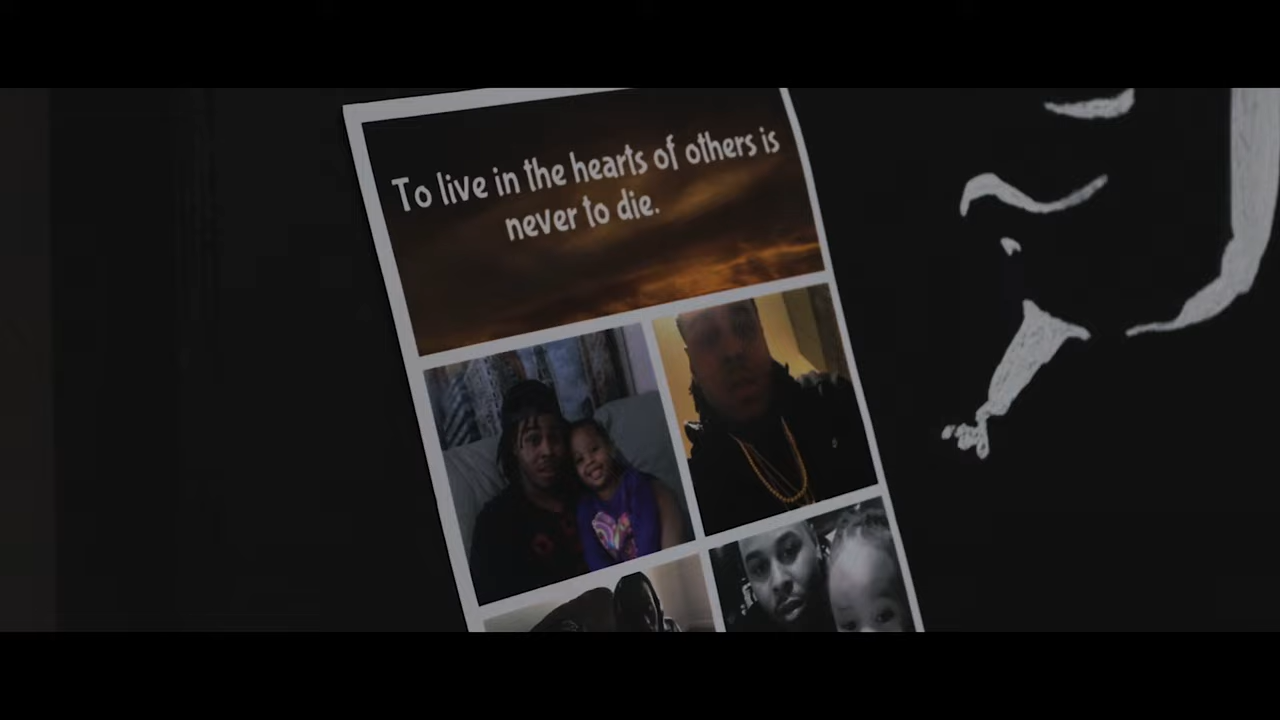 To live in the hearts of others is
never to die.